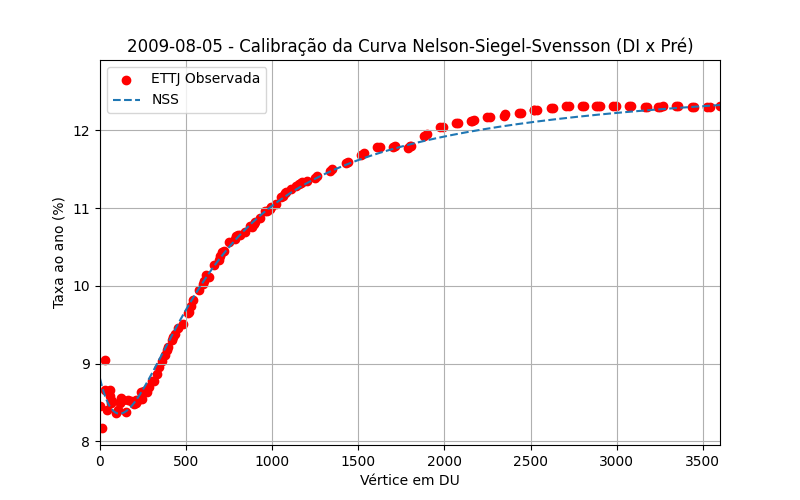 2009-08-05 - Calibração da Curva Nelson-Siegel-Svensson (DI x Pré)
ETTJ Observada
NSS
Taxa ao ano (%)
12
11
10
9
8
0 500 1000 1500 2000 2500 3000 3500
Vértice em DU